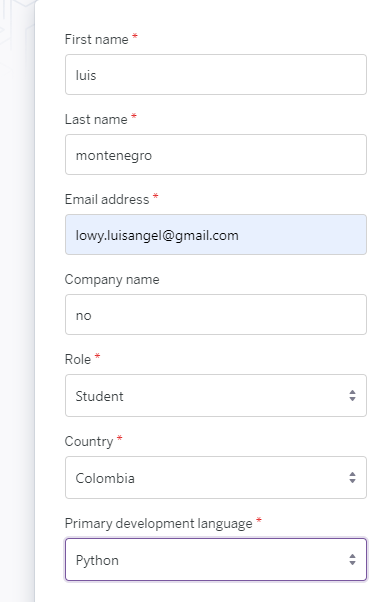 First name *
luis
Last name *
montenegro
Email address *
lowy.luisangel@gmail.com
Company name
no
Role *
Student
Country *
Colombia
Primary development language *
Python